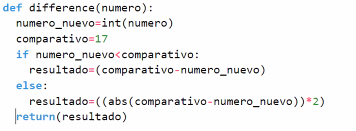 def difference(numero):
  numero_nuevo=int(numero)
  comparativo=17
  if numero_nuevo<comparativo:
    resultado=(comparativo-numero_nuevo)
  else:
    resultado=((abs(comparativo-numero_nuevo))*2)
  return(resultado)